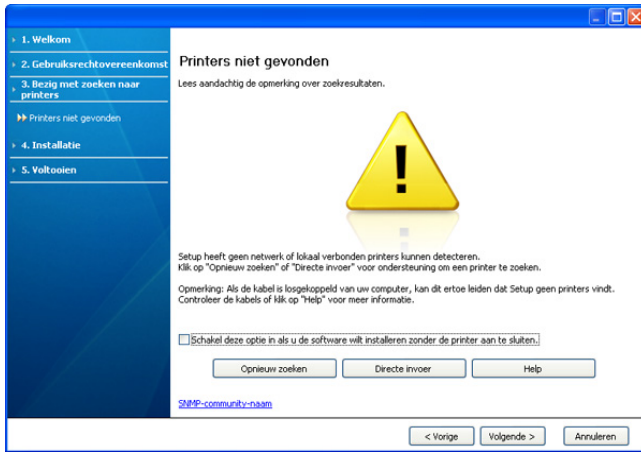 1. Welkom
2. Gebruiksrechtovereenkomst
3. Bezig met zoeken naar
printers
Printers niet gevonden
4. Installatie
5. Voltooien
Printers niet gevonden
Lees aandachtig de opmerking over zoekresultaten.
Setup heeft geen netwerk of lokaal verbonden printers kunnen detecteren.
Klik op "Opnieuw zoeken" of "Directe invoer" voor ondersteuning om een printer te zoeken.
Opmerking: Als de kabel is losgekoppeld van uw computer, kan dit ertoe leiden dat Setup geen printers vindt.
Controleer de kabels of klik op "Help" voor meer informatie.
Schakel deze optie in als u de software wilt installeren zonder de printer aan te sluiten.
Opnieuw zoeken
Directe invoer
Help
SNMP-community-naam
< Vorige
Volgende >
Annuleren